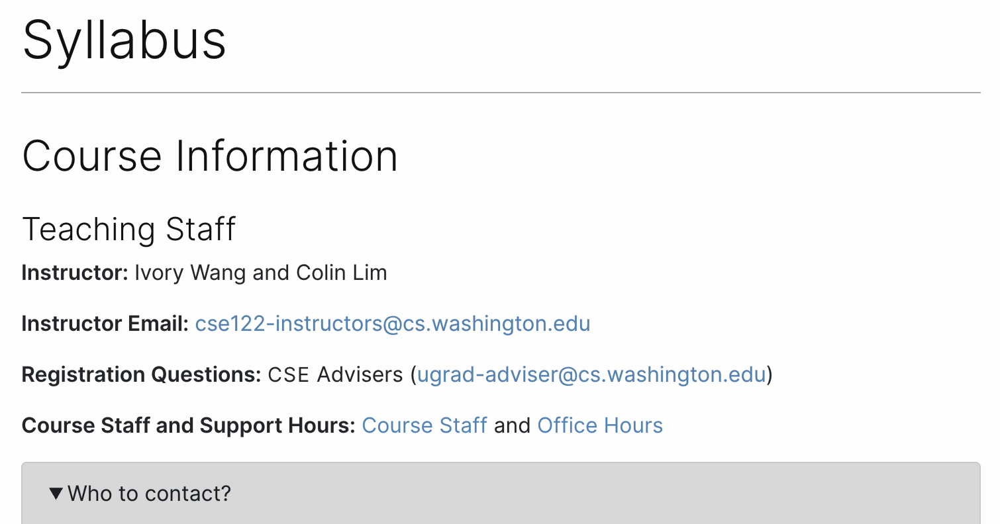 Syllabus
Course Information
Teaching Staff
Instructor: Ivory Wang and Colin Lim
Instructor Email: cse122-instructors@cs.washington.edu
Registration Questions: CSE Advisers (ugrad-adviser@cs.washington.edu)
Course Staff and Support Hours: Course Staff and Office Hours
▼ Who to contact?